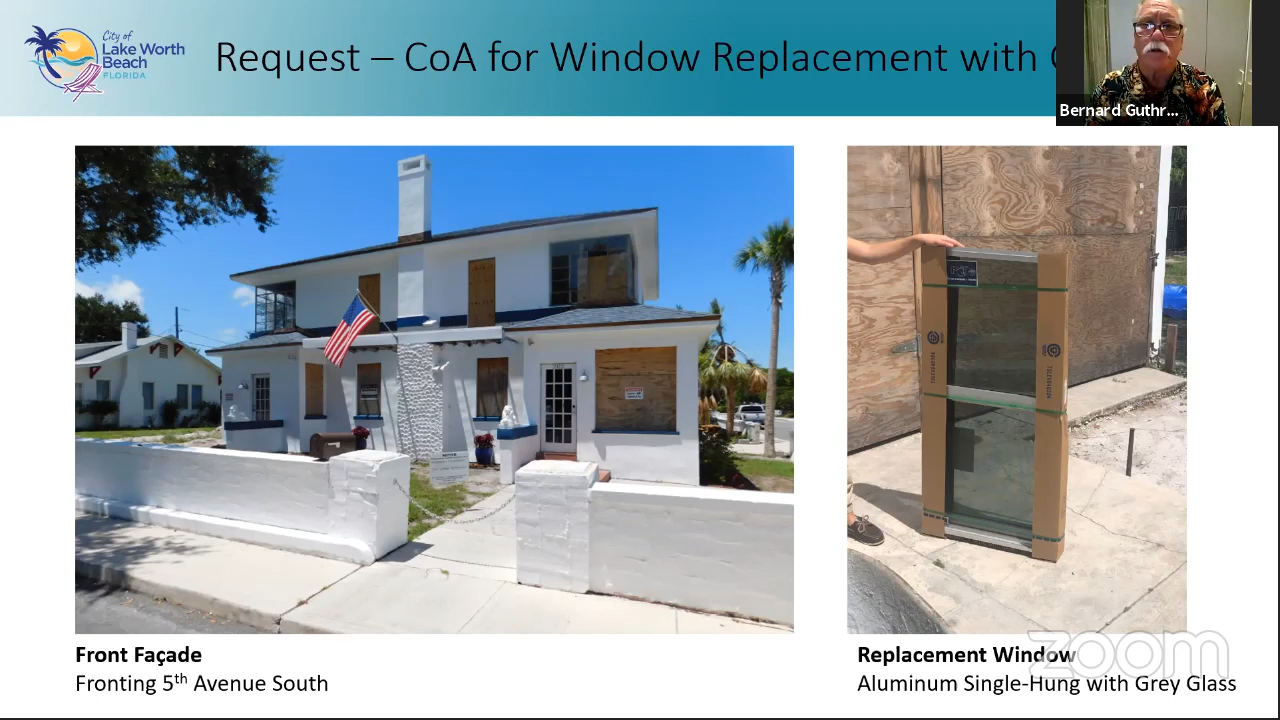 City of
Lake Worth
Beach
FLORIDA
Request – CoA for Window Replacement with
Bernard Guthr...
Front Façade
Fronting 5th Avenue South
Replacement Window
Aluminum Single-Hung with Grey Glass
zoom